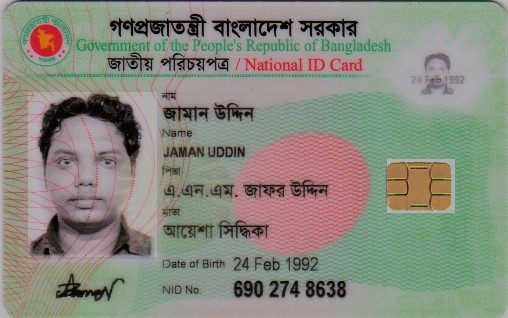 গণপ্রজাতন্ত্রী বাংলাদেশ সরকার
Government of the People's Republic of Bangladesh
জাতীয় পরিচয়পত্র / National ID Card
24 Feb 1992
নাম
জামান উদ্দিন
Name
JAMAN UDDIN
পিতা
এ.এন.এম. জাফর উদ্দিন
মাতা
আয়েশা সিদ্দিকা
Date of Birth 24 Feb 1992
NID No. 690 274 8638